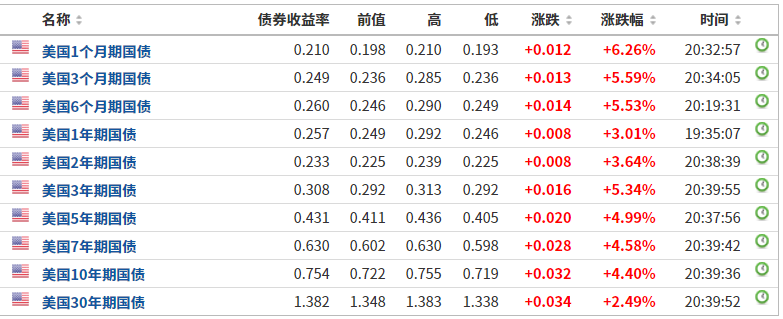 名称 债券收益率 前值 高 低 涨跌 涨跌幅 时间
美国1个月期国债 0.210 0.198 0.210 0.193 +0.012 +6.26% 20:32:57
美国3个月期国债 0.249 0.236 0.285 0.236 +0.013 +5.59% 20:34:05
美国6个月期国债 0.260 0.246 0.290 0.249 +0.014 +5.53% 20:19:31
美国1年期国债 0.257 0.249 0.292 0.246 +0.008 +3.01% 19:35:07
美国2年期国债 0.233 0.225 0.239 0.225 +0.008 +3.64% 20:38:39
美国3年期国债 0.308 0.292 0.313 0.292 +0.016 +5.34% 20:39:55
美国5年期国债 0.431 0.411 0.436 0.405 +0.020 +4.99% 20:37:56
美国7年期国债 0.630 0.602 0.630 0.598 +0.028 +4.58% 20:39:42
美国10年期国债 0.754 0.722 0.755 0.719 +0.032 +4.40% 20:39:36
美国30年期国债 1.382 1.348 1.383 1.338 +0.034 +2.49% 20:39:52